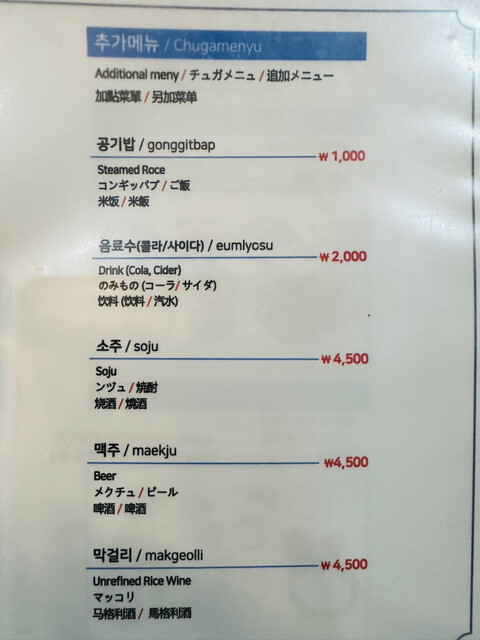 추가메뉴 / Chugamenyu
Additional meny / チュガメニュ / 追加メニュー
加點菜單 / 另加菜单
공기밥 / gonggitbap
₩ 1,000
Steamed Roce
コンギッパプ / ご飯
米饭 / 米飯
음료수(콜라/사이다) / eumlyosu
₩ 2,000
Drink (Cola, Cider)
のみもの (コーラ/ サイダ)
饮料 (飮料 / 汽水)
소주 / soju
₩ 4,500
Soju
ンヅュ / 焼酎
烧酒 / 燒酒
맥주 / maekju
₩4,500
Beer
メクチュ / ビール
啤酒 / 啤酒
막걸리 / makgeolli
₩ 4,500
Unrefined Rice Wine
マッコリ
马格利酒 / 馬格利酒